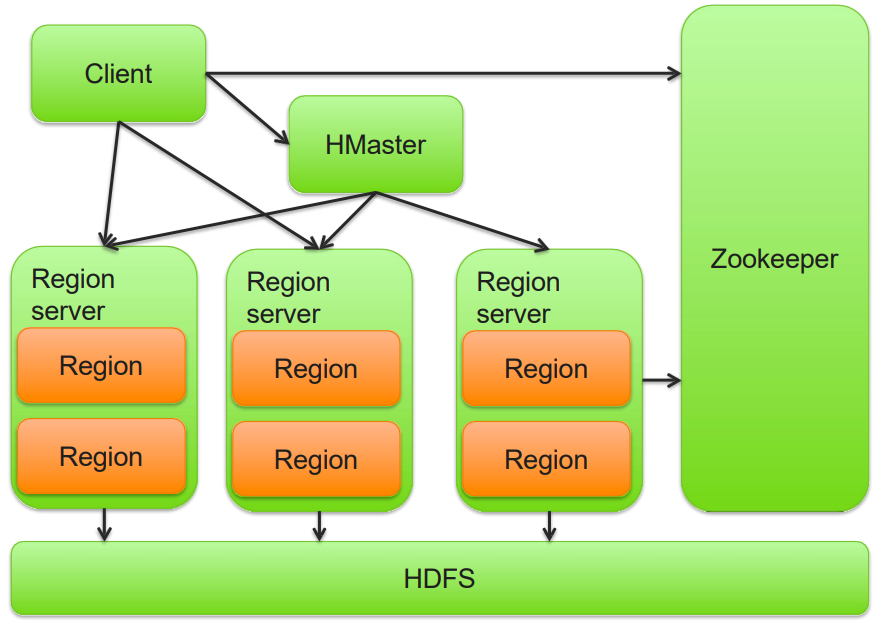 Client
HMaster
Zookeeper
Region
server
Region
Region
Region
server
Region
Region
Region
server
Region
Region
HDFS